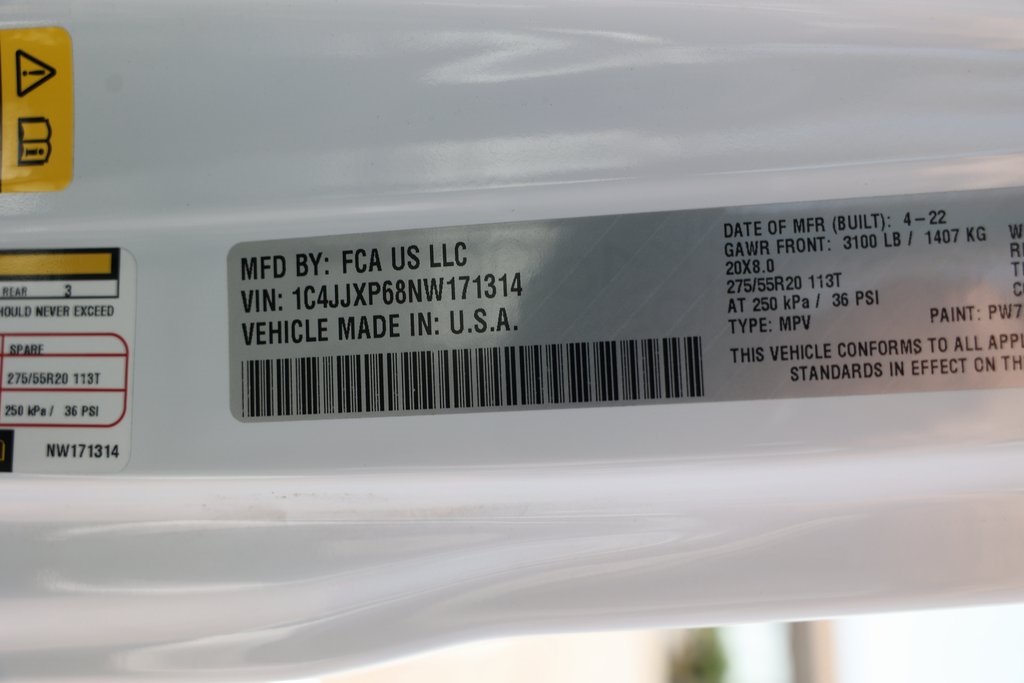 REAR 3
HOULD NEVER EXCEED
SPARE
275/55R20 113T
250 kPa / 36 PSI
NW171314
MFD BY: FCA US LLC
VIN: 1C4JJXP68NW171314
VEHICLE MADE IN: U.S.A.
DATE OF MFR (BUILT): 4-22
GAWR FRONT: 3100 LB / 1407 KG
20X8.0
275/55R20 113T
AT 250 kPa / 36 PSI
TYPE: MPV
PAINT: PW7
THIS VEHICLE CONFORMS TO ALL APPL
STANDARDS IN EFFECT ON TH